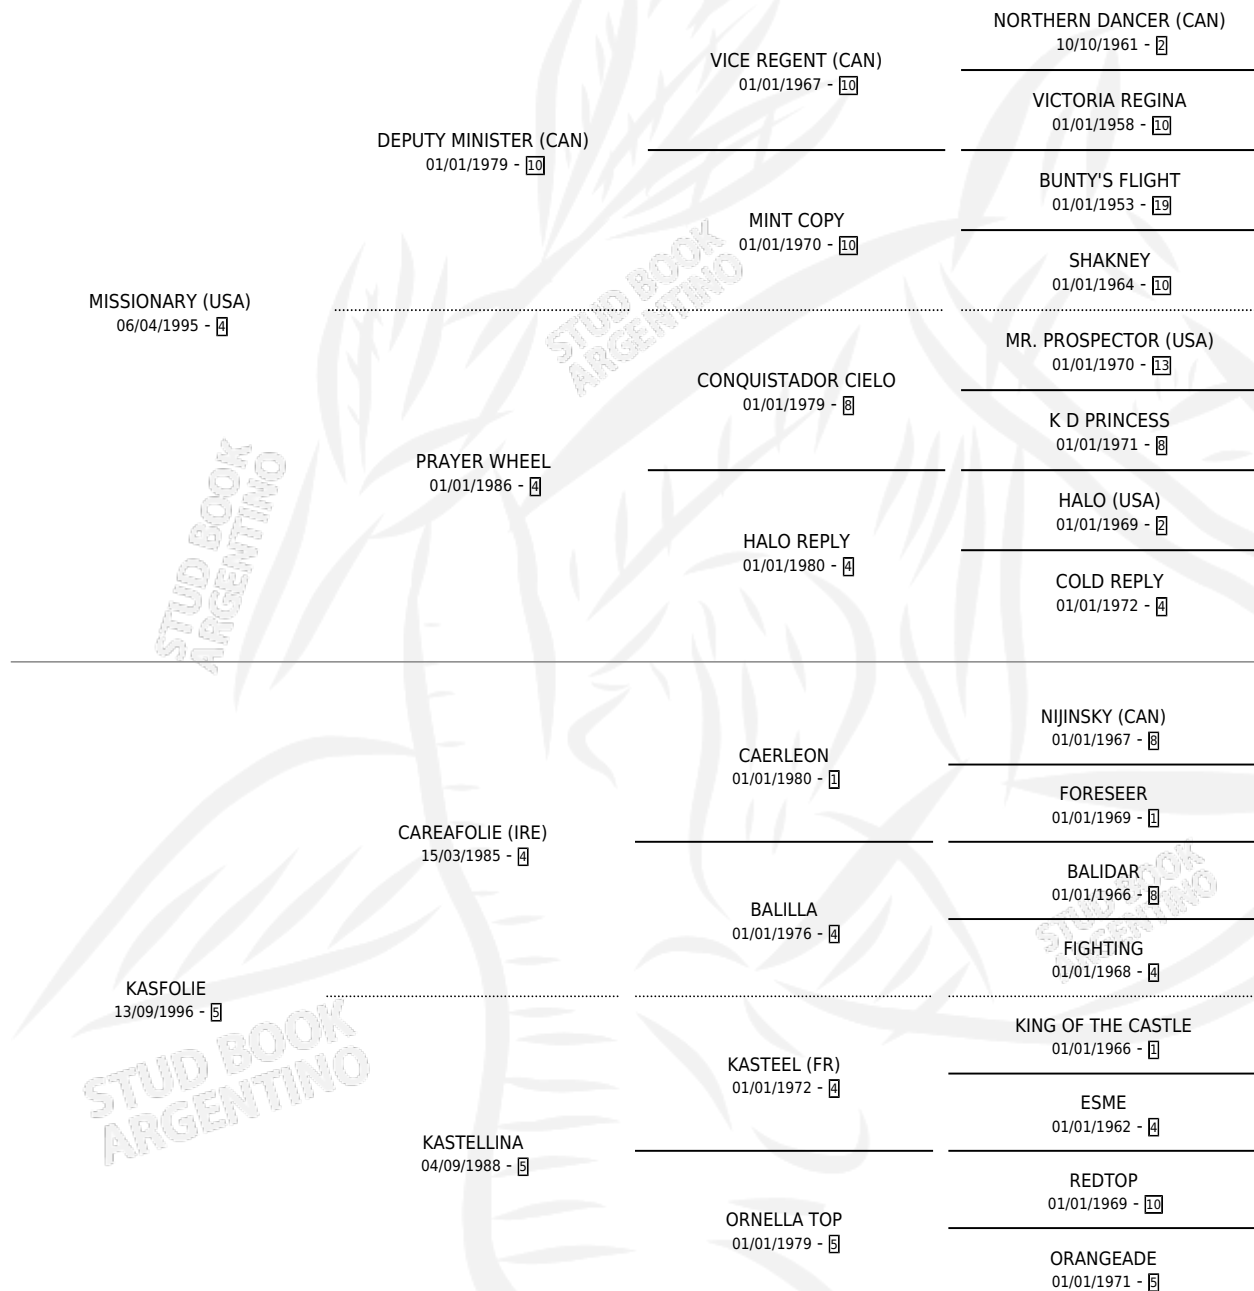 NORTHERN DANCER (CAN)
10/10/1961 - 2
VICE REGENT (CAN)
01/01/1967 - 10
VICTORIA REGINA
01/01/1958 - 10
DEPUTY MINISTER (CAN)
01/01/1979 - 10
BUNTY'S FLIGHT
01/01/1953 - 19
MINT COPY
01/01/1970 - 10
SHAKNEY
01/01/1964 - 10
MISSIONARY (USA)
06/04/1995 - 4
STUD BOOK
ARGENTINO
MR. PROSPECTOR (USA)
01/01/1970 - 13
CONQUISTADOR CIELO
01/01/1979 - 8
K D PRINCESS
01/01/1971 - 8
PRAYER WHEEL
01/01/1986 - 4
HALO (USA)
01/01/1969 - 2
HALO REPLY
01/01/1980 - 4
COLD REPLY
01/01/1972 - 4
STUD BOOK
ARGENTINO
NIJINSKY (CAN)
01/01/1967 - 8
CAERLEON
01/01/1980 - 1
FORESEER
01/01/1969 - 1
CAREAFOLIE (IRE)
15/03/1985 - 4
BALIDAR
01/01/1966 - 8
BALILLA
01/01/1976 - 4
FIGHTING
01/01/1968 - 4
STUD BOOK
ARGENTINO
KASFOLIE
13/09/1996 - 5
KING OF THE CASTLE
01/01/1966 - 1
KASTEEL (FR)
01/01/1972 - 4
ESME
01/01/1962 - 4
STUD BOOK
ARGENTINO
KASTELLINA
04/09/1988 - 5
REDTOP
01/01/1969 - 10
ORNELLA TOP
01/01/1979 - 5
ORANGEADE
01/01/1971 - 5